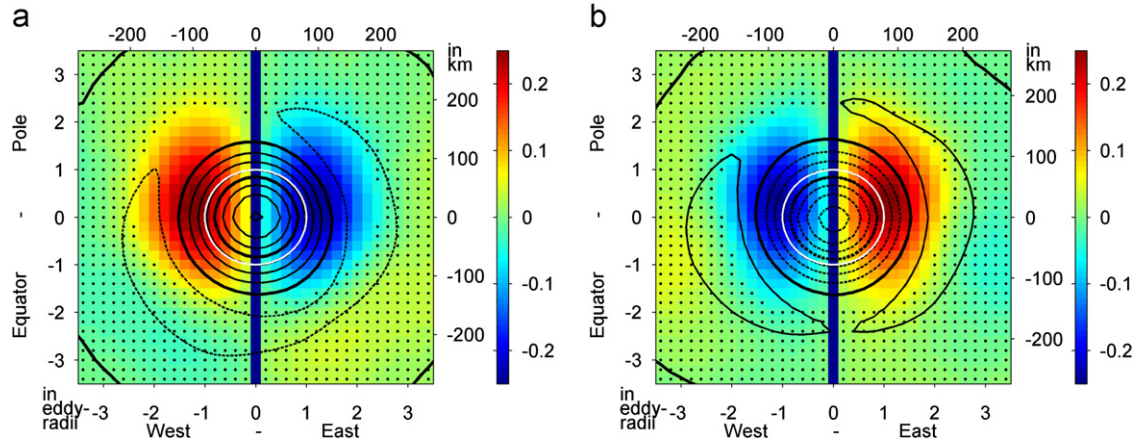 a
-200 -100 0 100 200
in
km
3
2
1
0
-1
-2
-3
200
100
0
-100
-200
0.2
0.1
0
-0.1
-0.2
Equator - Pole
in
eddy-
radii
-3 -2 -1 0 1 2 3
West - East
b
-200 -100 0 100 200
in
km
3
2
1
0
-1
-2
-3
200
100
0
-100
-200
0.2
0.1
0
-0.1
-0.2
Equator - Pole
in
eddy-
radii
-3 -2 -1 0 1 2 3
West - East